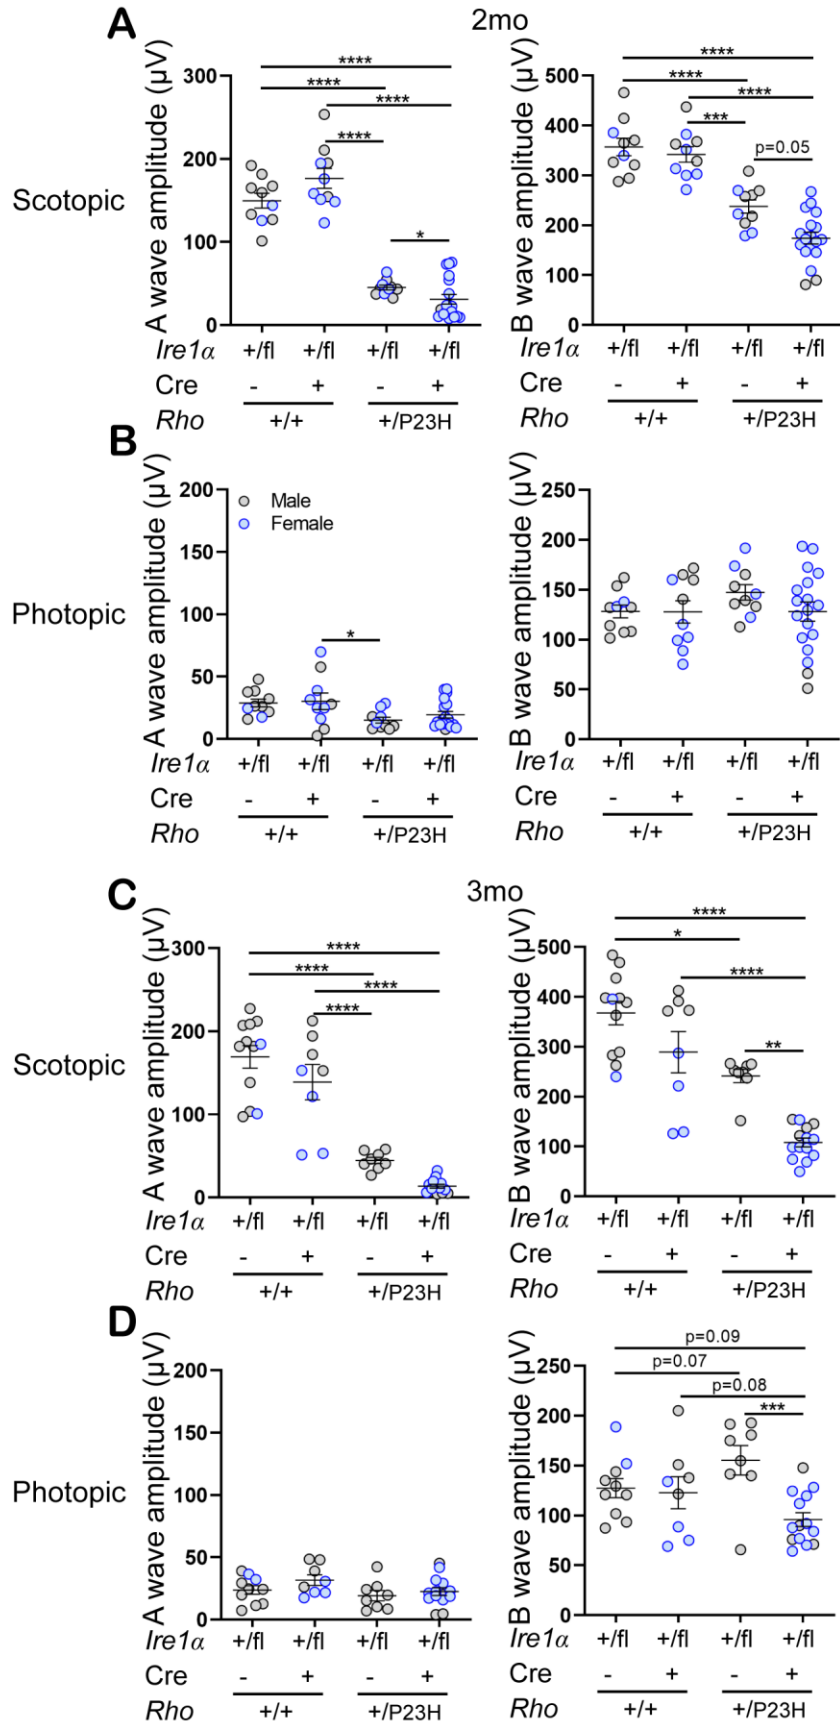 A
2mo
Scotopic
A wave amplitude (µV)
300
200
100
0
****
****
****
****
*
Ire1α +/fl +/fl +/fl +/fl
Cre - + - +
Rho +/+ +/P23H
B wave amplitude (µV)
500
400
300
200
100
0
****
****
****
***
p=0.05
Ire1α +/fl +/fl +/fl +/fl
Cre - + - +
Rho +/+ +/P23H
B
Photopic
A wave amplitude (µV)
200
150
100
50
0
Male
Female
*
Ire1α +/fl +/fl +/fl +/fl
Cre - + - +
Rho +/+ +/P23H
B wave amplitude (µV)
250
200
150
100
50
0
Ire1α +/fl +/fl +/fl +/fl
Cre - + - +
Rho +/+ +/P23H
C
3mo
Scotopic
A wave amplitude (µV)
300
200
100
0
****
****
****
****
Ire1α +/fl +/fl +/fl +/fl
Cre - + - +
Rho +/+ +/P23H
B wave amplitude (µV)
500
400
300
200
100
0
****
*
****
**
Ire1α +/fl +/fl +/fl +/fl
Cre - + - +
Rho +/+ +/P23H
D
Photopic
A wave amplitude (µV)
200
150
100
50
0
Ire1α +/fl +/fl +/fl +/fl
Cre - + - +
Rho +/+ +/P23H
B wave amplitude (µV)
250
200
150
100
50
0
p=0.09
p=0.07
p=0.08
***
Ire1α +/fl +/fl +/fl +/fl
Cre - + - +
Rho +/+ +/P23H